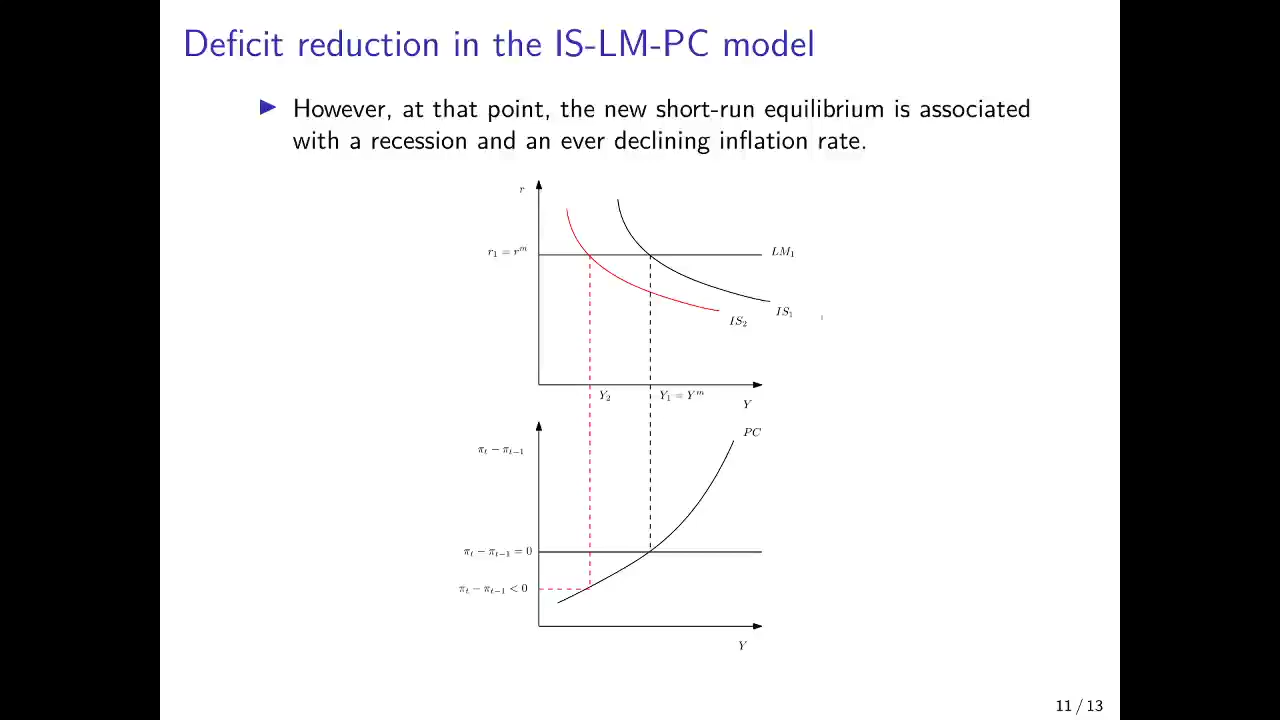 Deficit reduction in the IS-LM-PC model
However, at that point, the new short-run equilibrium is associated
with a recession and an ever declining inflation rate.
r
r₁ = rᵐ
LM₁
IS₁
IS₂
Y₂
Y₁ = Yᵐ
Y
PC
πₜ − πₜ₋₁
πₜ − πₜ₋₁ = 0
πₜ − πₜ₋₁ < 0
Y
11 / 13